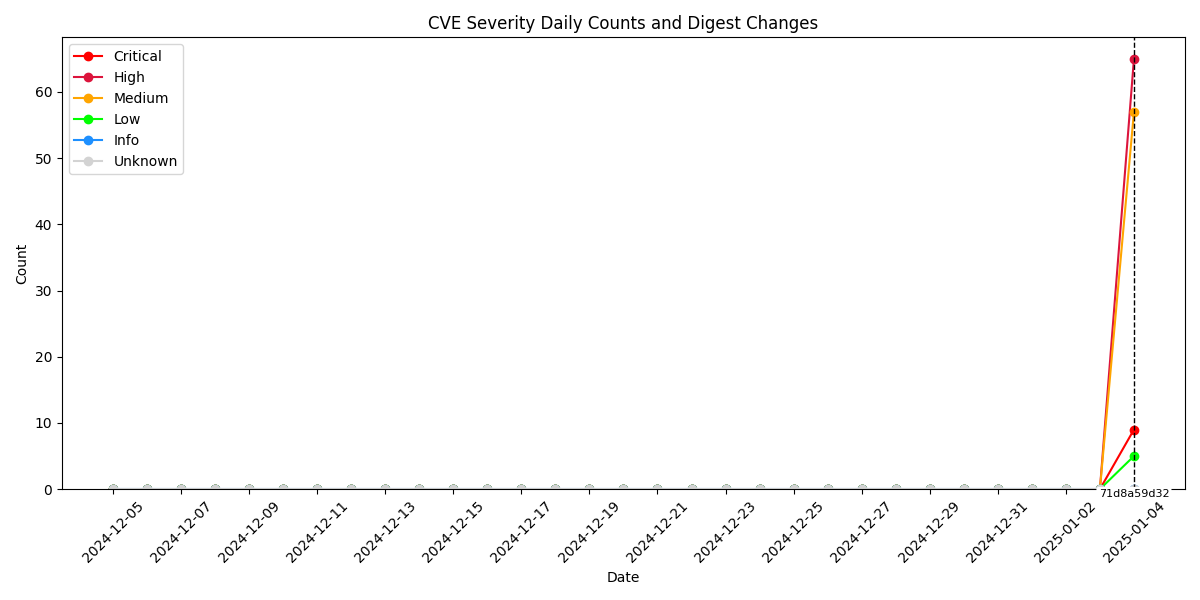 CVE Severity Daily Counts and Digest Changes
Critical
High
Medium
Low
Info
Unknown
Count
60
50
40
30
20
10
0
71d8a59d32
2024-12-05
2024-12-07
2024-12-09
2024-12-11
2024-12-13
2024-12-15
2024-12-17
2024-12-19
2024-12-21
2024-12-23
2024-12-25
2024-12-27
2024-12-29
2024-12-31
2025-01-02
2025-01-04
Date